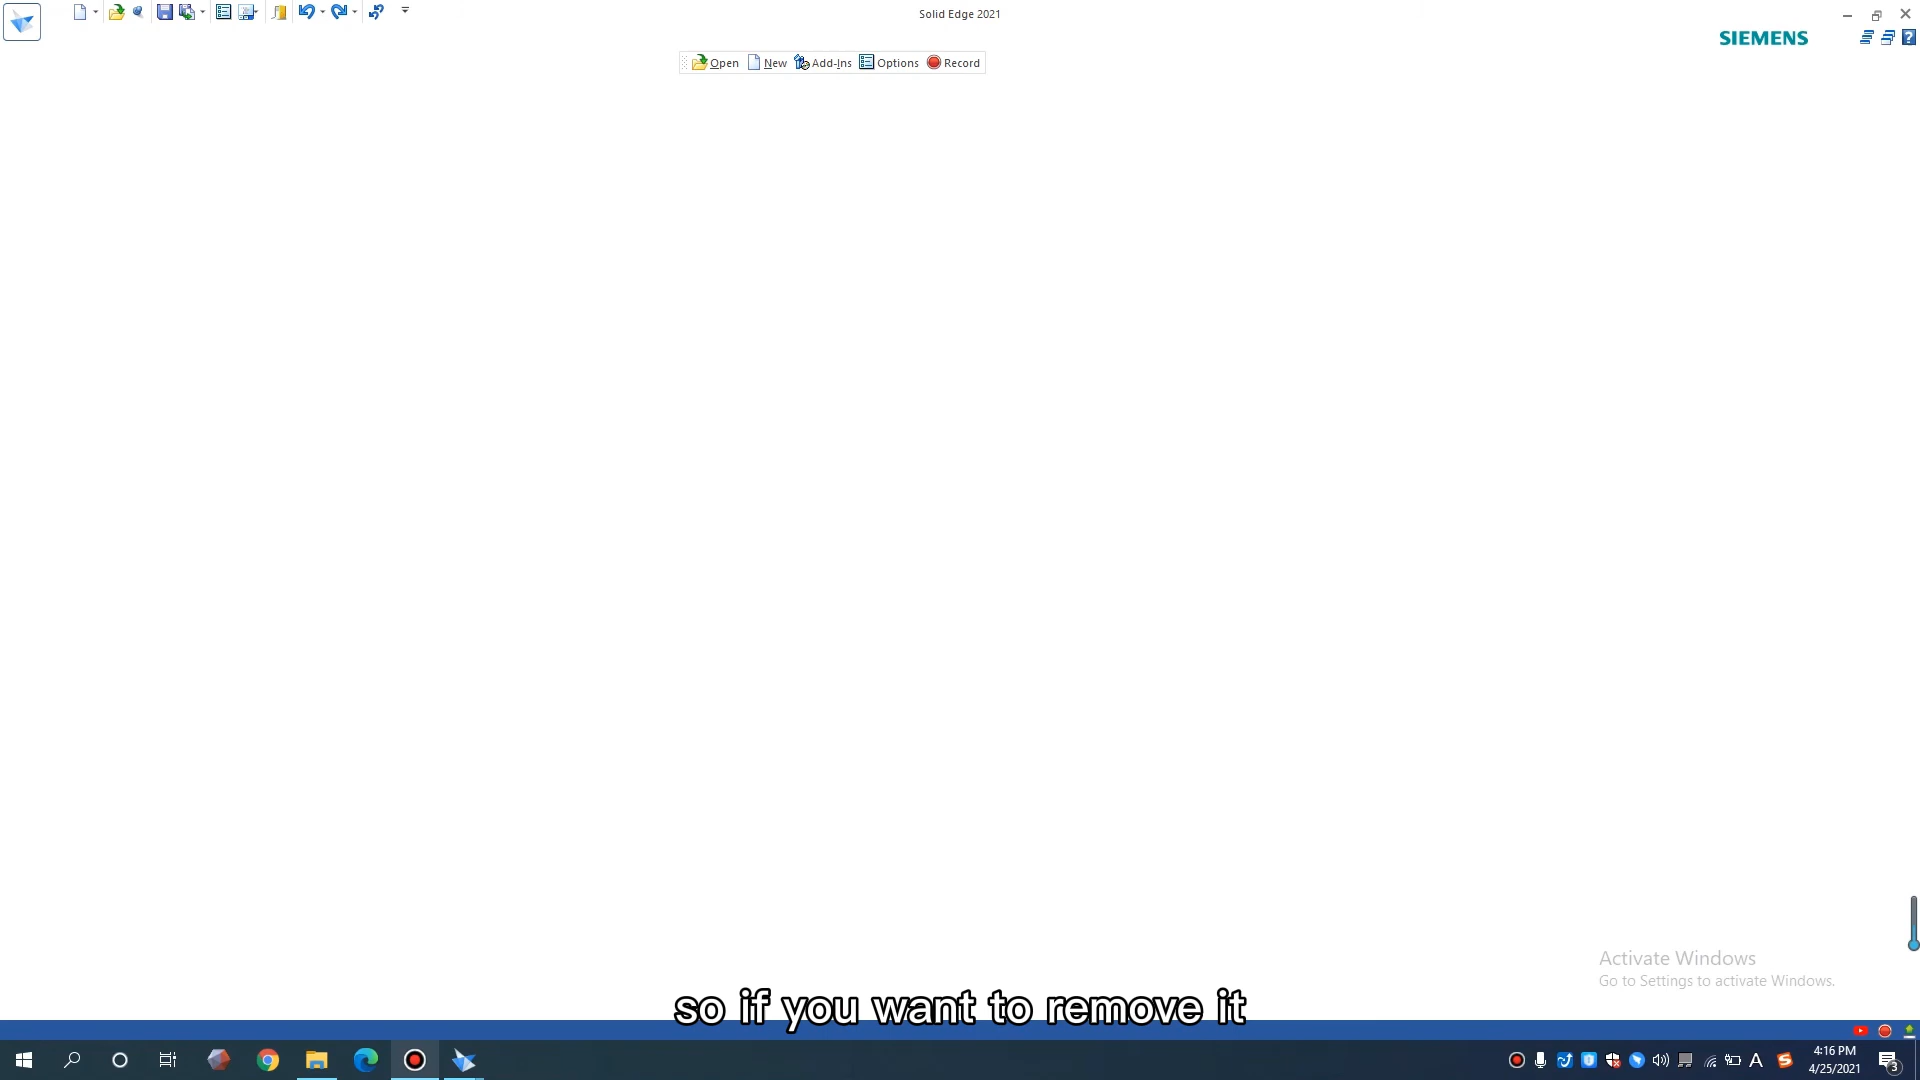 Solid Edge 2021
SIEMENS
Open New Add-Ins Options Record
Activate Windows
Go to Settings to activate Windows.
so if you want to remove it
4:16 PM
4/25/2021
A
3